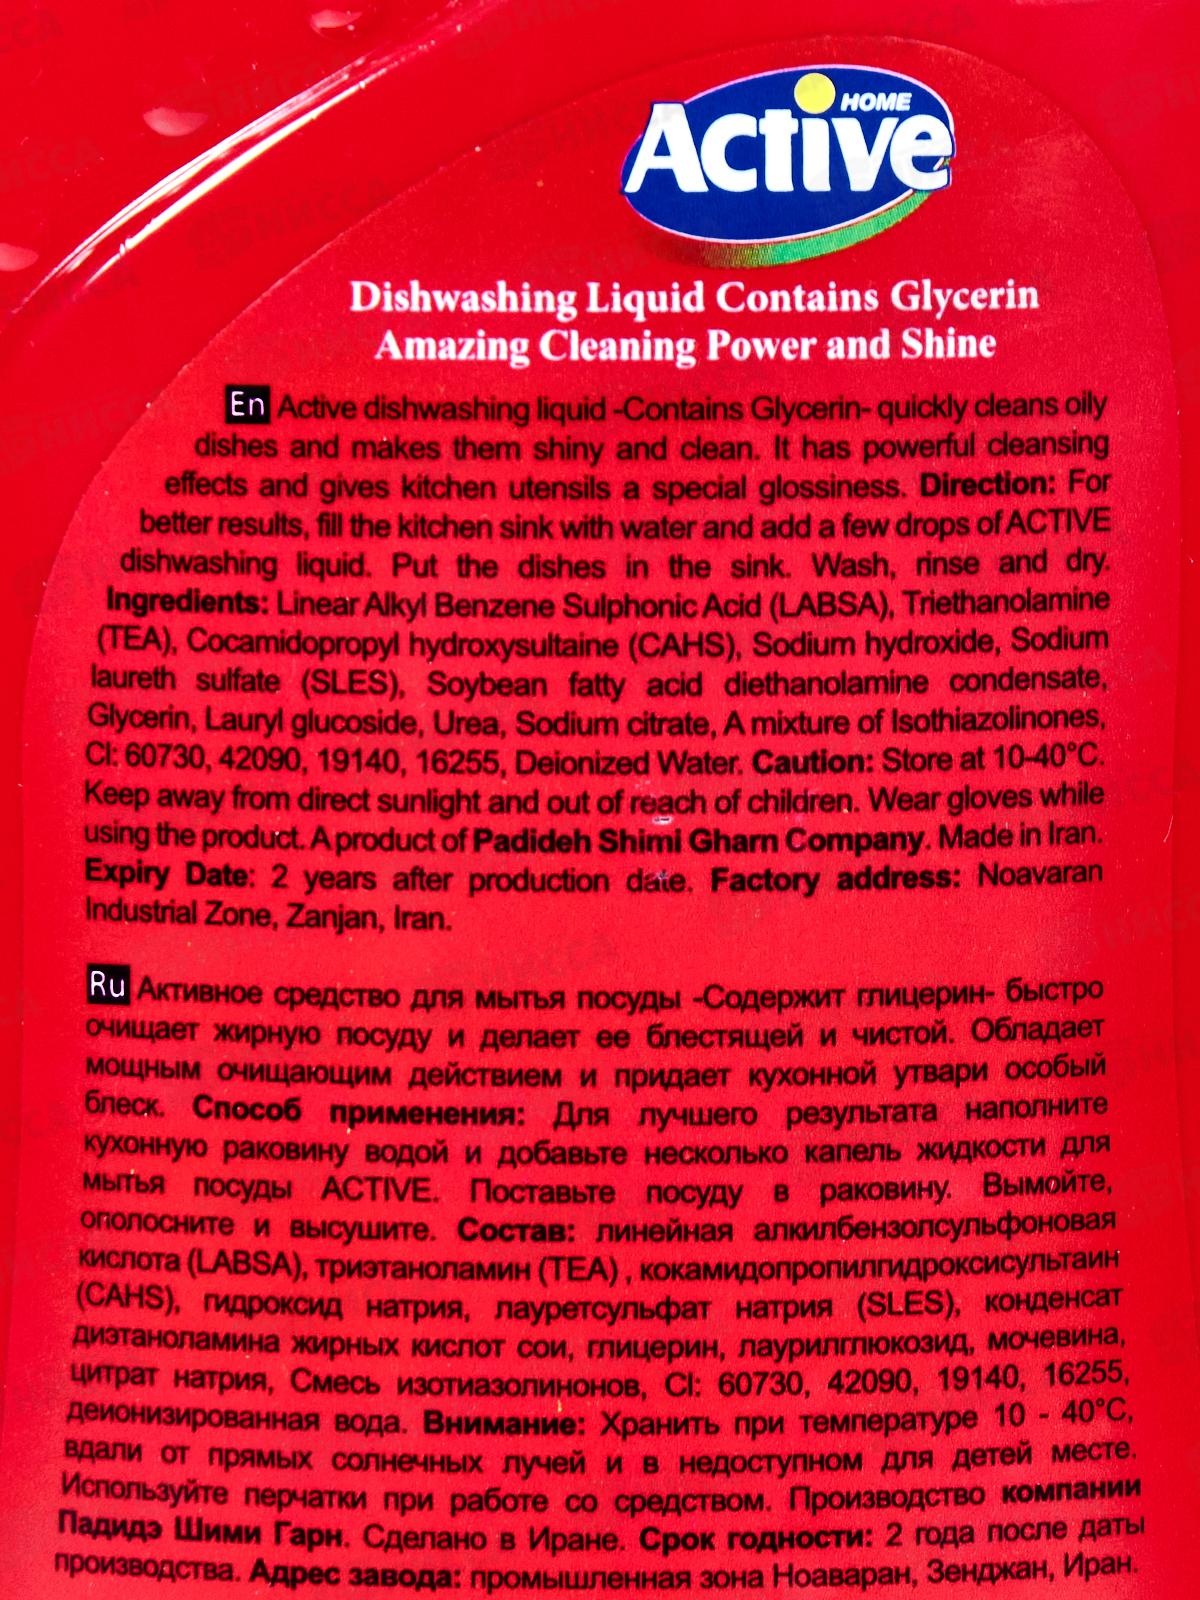 HOME
Active
Dishwashing Liquid Contains Glycerin
Amazing Cleaning Power and Shine
En Active dishwashing liquid -Contains Glycerin- quickly cleans oily
dishes and makes them shiny and clean. It has powerful cleansing
effects and gives kitchen utensils a special glossiness. Direction: For
better results, fill the kitchen sink with water and add a few drops of ACTIVE
dishwashing liquid. Put the dishes in the sink. Wash, rinse and dry.
Ingredients: Linear Alkyl Benzene Sulphonic Acid (LABSA), Triethanolamine
(TEA), Cocamidopropyl hydroxysultaine (CAHS), Sodium hydroxide, Sodium
laureth sulfate (SLES), Soybean fatty acid diethanolamine condensate,
Glycerin, Lauryl glucoside, Urea, Sodium citrate, A mixture of Isothiazolinones,
CI: 60730, 42090, 19140, 16255, Deionized Water. Caution: Store at 10-40°C.
Keep away from direct sunlight and out of reach of children. Wear gloves while
using the product. A product of Padideh Shimi Gharn Company. Made in Iran.
Expiry Date: 2 years after production date. Factory address: Noavaran
Industrial Zone, Zanjan, Iran.
Ru Активное средство для мытья посуды -Содержит глицерин- быстро
очищает жирную посуду и делает ее блестящей и чистой. Обладает
мощным очищающим действием и придает кухонной утвари особый
блеск. Способ применения: Для лучшего результата наполните
кухонную раковину водой и добавьте несколько капель жидкости для
мытья посуды ACTIVE. Поставьте посуду в раковину. Вымойте,
ополосните и высушите. Состав: линейная алкилбензолсульфоновая
кислота (LABSA), триэтаноламин (TEA) , кокамидопропилгидроксисультаин
(CAHS), гидроксид натрия, лауретсульфат натрия (SLES), конденсат
диэтаноламина жирных кислот сои, глицерин, лаурилглюкозид, мочевина,
цитрат натрия, Смесь изотиазолинонов, CI: 60730, 42090, 19140, 16255,
деионизированная вода. Внимание: Хранить при температуре 10 - 40°C,
вдали от прямых солнечных лучей и в недоступном для детей месте.
Используйте перчатки при работе со средством. Производство компании
Падидэ Шими Гарн. Сделано в Иране. Срок годности: 2 года после даты
производства. Адрес завода: промышленная зона Ноаваран, Зенджан, Иран.